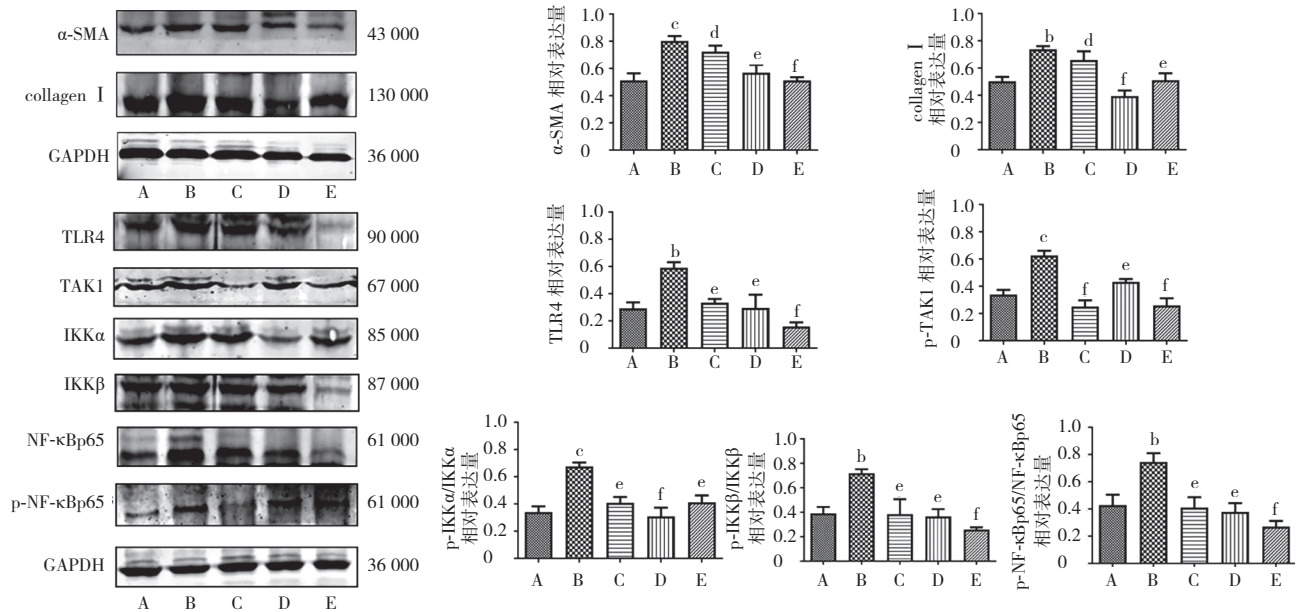 α-SMA 43 000
collagen Ⅰ 130 000
GAPDH 36 000
A B C D E
TLR4 90 000
TAK1 67 000
IKKα 85 000
IKKβ 87 000
NF-κBp65 61 000
p-NF-κBp65 61 000
GAPDH 36 000
A B C D E
α-SMA 相对表达量
1.0
0.8
0.6
0.4
0.2
0
c d e f
A B C D E
collagen Ⅰ
相对表达量
1.0
0.8
0.6
0.4
0.2
0
b d f e
A B C D E
TLR4 相对表达量
1.0
0.8
0.6
0.4
0.2
0
b e e f
A B C D E
p-TAK1 相对表达量
1.0
0.8
0.6
0.4
0.2
0
c f e f
A B C D E
p-IKKα/IKKα
相对表达量
1.0
0.8
0.6
0.4
0.2
0
c e f e
A B C D E
p-IKKβ/IKKβ
相对表达量
1.0
0.8
0.6
0.4
0.2
0
b e e f
A B C D E
p-NF-κBp65/NF-κBp65
相对表达量
1.0
0.8
0.6
0.4
0.2
0
b e e f
A B C D E